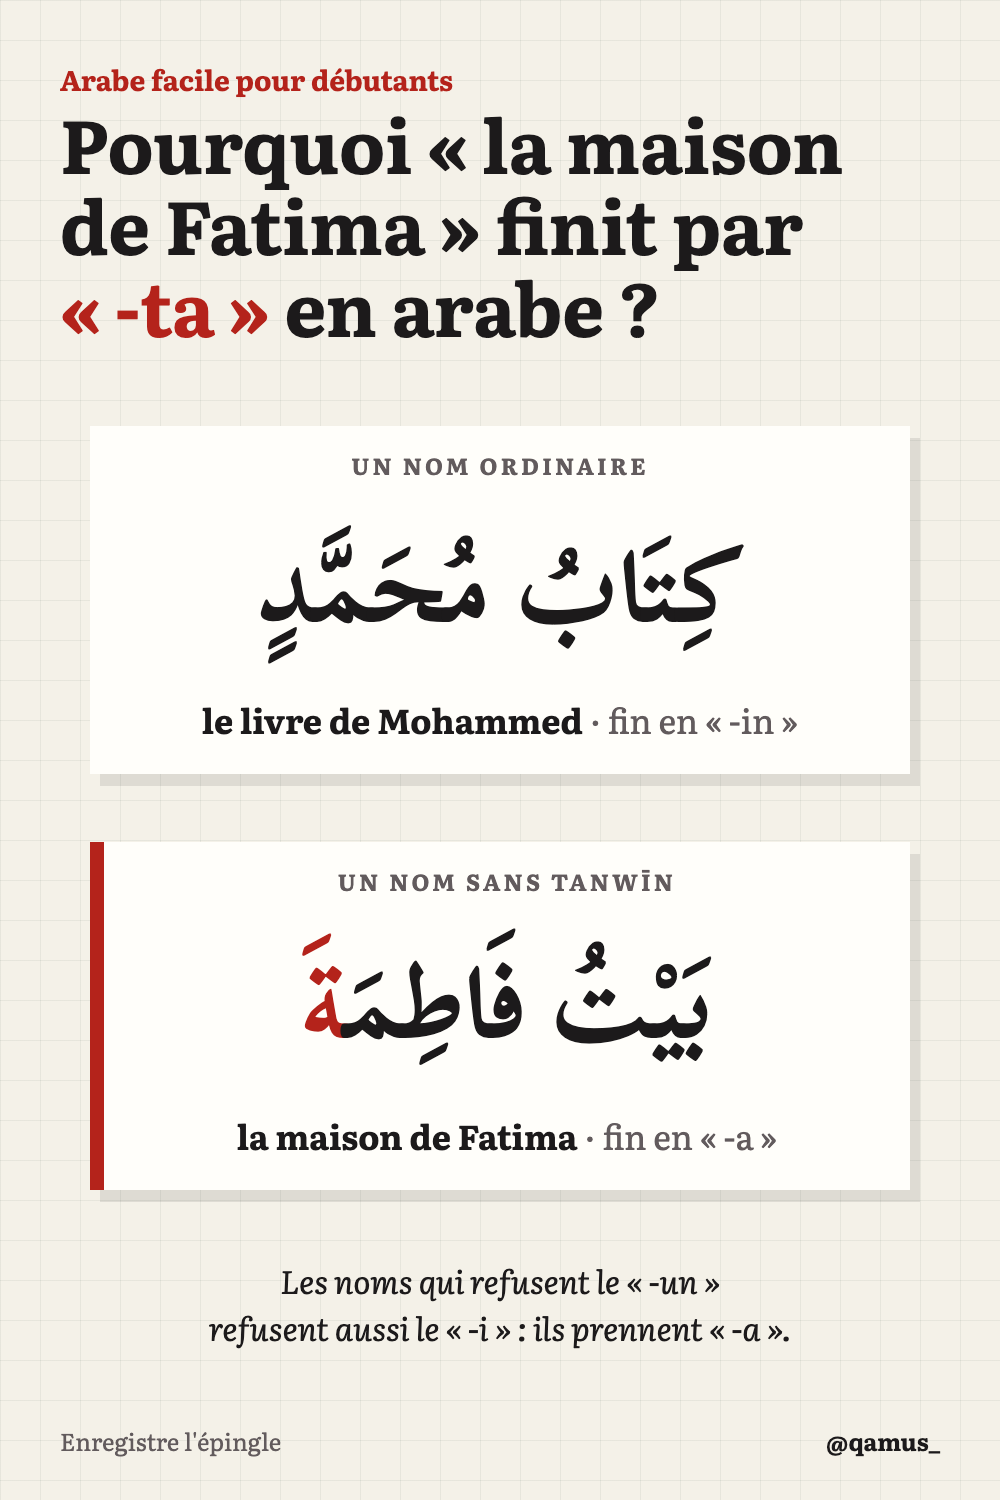 Arabe facile pour débutants
Pourquoi « la maison
de Fatima » finit par
« -ta » en arabe ?
UN NOM ORDINAIRE
كِتَابُ مُحَمَّدٍ
le livre de Mohammed · fin en « -in »
UN NOM SANS TANWĪN
بَيْتُ فَاطِمَةَ
la maison de Fatima · fin en « -a »
Les noms qui refusent le « -un »
refusent aussi le « -i » : ils prennent « -a ».
Enregistre l'épingle
@qamus_